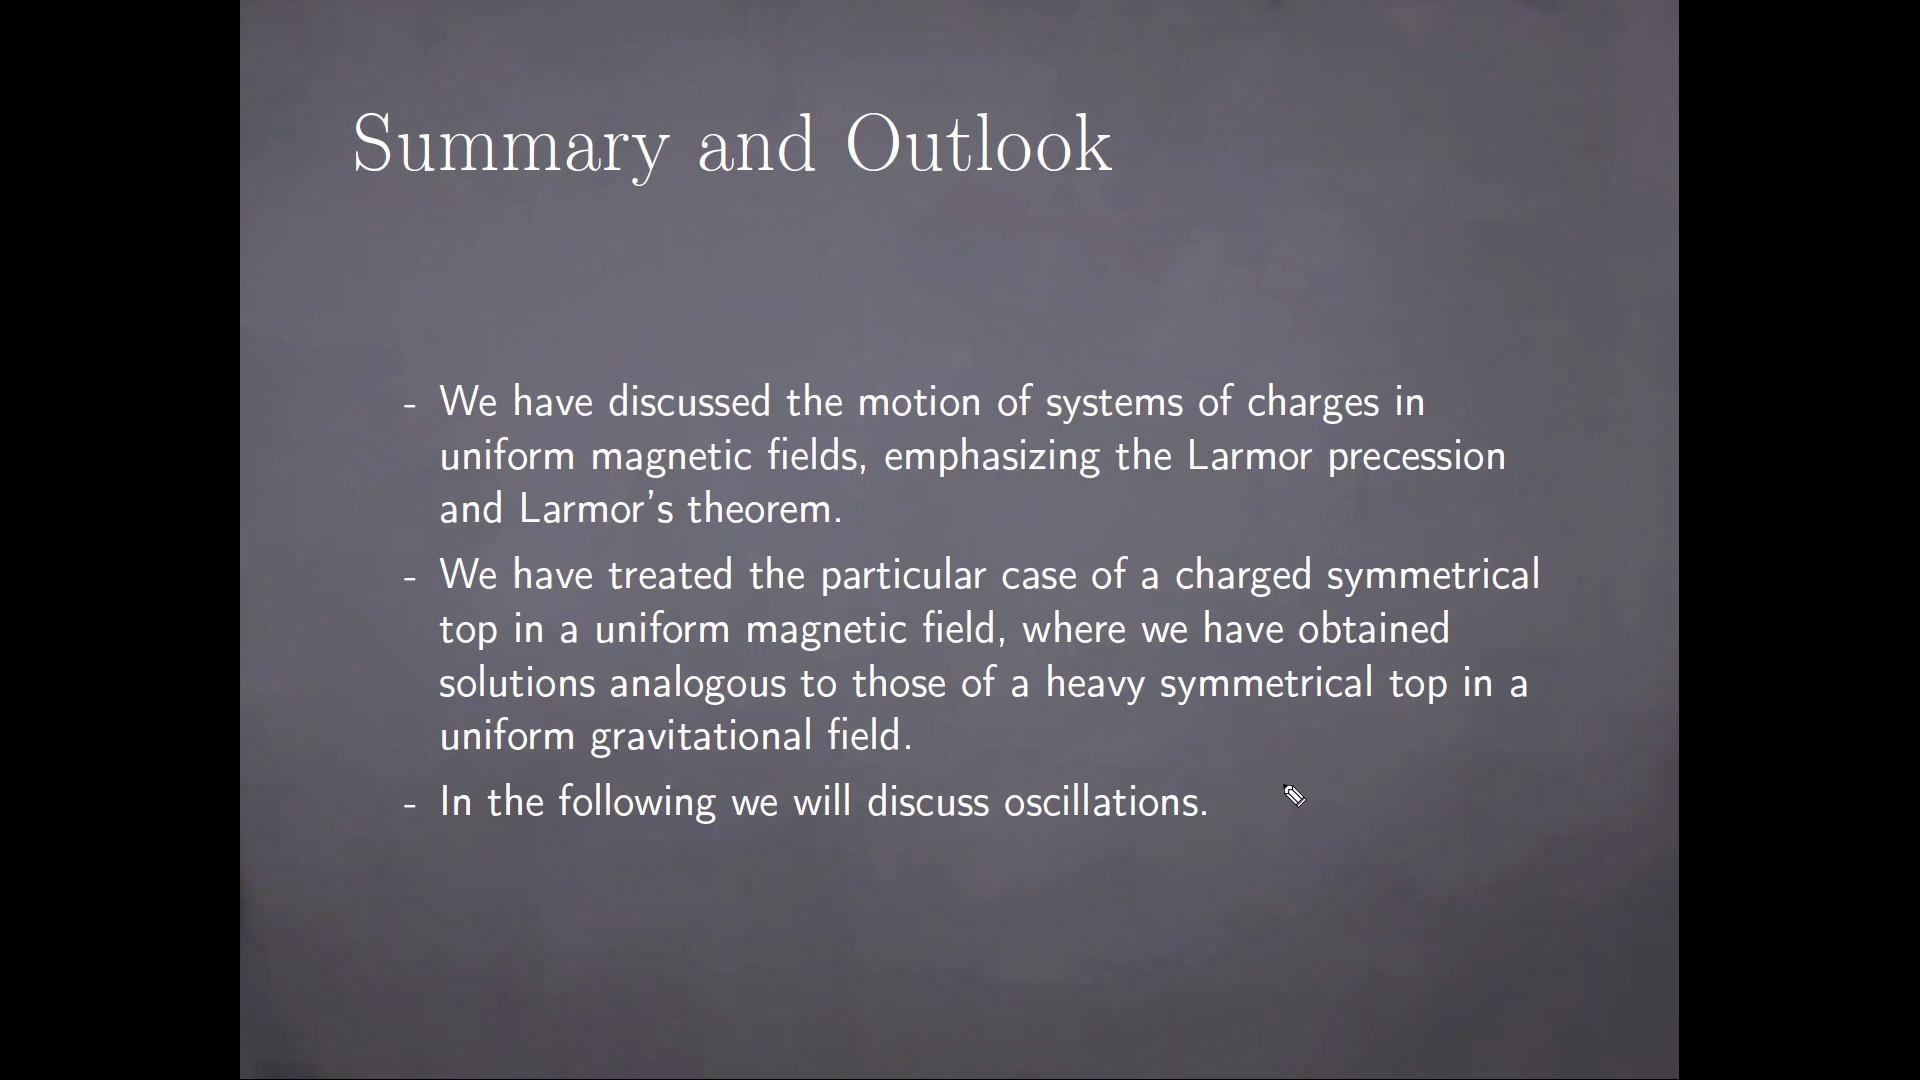 Summary and Outlook
- We have discussed the motion of systems of charges in
uniform magnetic fields, emphasizing the Larmor precession
and Larmor's theorem.
- We have treated the particular case of a charged symmetrical
top in a uniform magnetic field, where we have obtained
solutions analogous to those of a heavy symmetrical top in a
uniform gravitational field.
- In the following we will discuss oscillations.